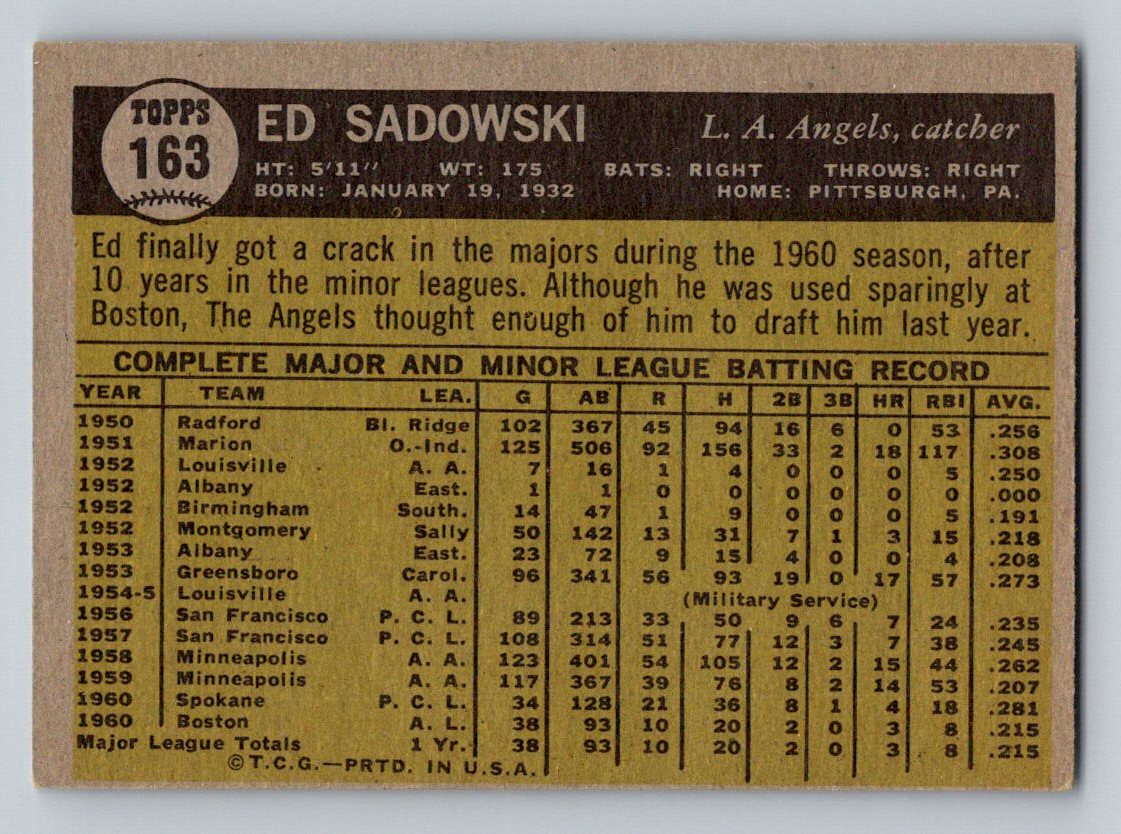 TOPPS
163
ED SADOWSKI
L. A. Angels, catcher
HT: 5'11" WT: 175 BATS: RIGHT THROWS: RIGHT
BORN: JANUARY 19, 1932 HOME: PITTSBURGH, PA.
Ed finally got a crack in the majors during the 1960 season, after
10 years in the minor leagues. Although he was used sparingly at
Boston, The Angels thought enough of him to draft him last year.
COMPLETE MAJOR AND MINOR LEAGUE BATTING RECORD
YEAR TEAM LEA. G AB R H 2B 3B HR RBI AVG.
1950 Radford Bl. Ridge 102 367 45 94 16 6 0 53 .256
1951 Marion O.-Ind. 125 506 92 156 33 2 18 117 .308
1952 Louisville A. A. 7 16 1 4 0 0 0 5 .250
1952 Albany East. 1 1 0 0 0 0 0 0 .000
1952 Birmingham South. 14 47 1 9 0 0 0 5 .191
1952 Montgomery Sally 50 142 13 31 7 1 3 15 .218
1953 Albany East. 23 72 9 15 4 0 0 4 .208
1953 Greensboro Carol. 96 341 56 93 19 0 17 57 .273
1954-5 Louisville A. A. (Military Service)
1956 San Francisco P. C. L. 89 213 33 50 9 6 7 24 .235
1957 San Francisco P. C. L. 108 314 51 77 12 3 7 38 .245
1958 Minneapolis A. A. 123 401 54 105 12 2 15 44 .262
1959 Minneapolis A. A. 117 367 39 76 8 2 14 53 .207
1960 Spokane P. C. L. 34 128 21 36 8 1 4 18 .281
1960 Boston A. L. 38 93 10 20 2 0 3 8 .215
Major League Totals 1 Yr. 38 93 10 20 2 0 3 8 .215
©T.C.G.—PRTD. IN U.S.A.